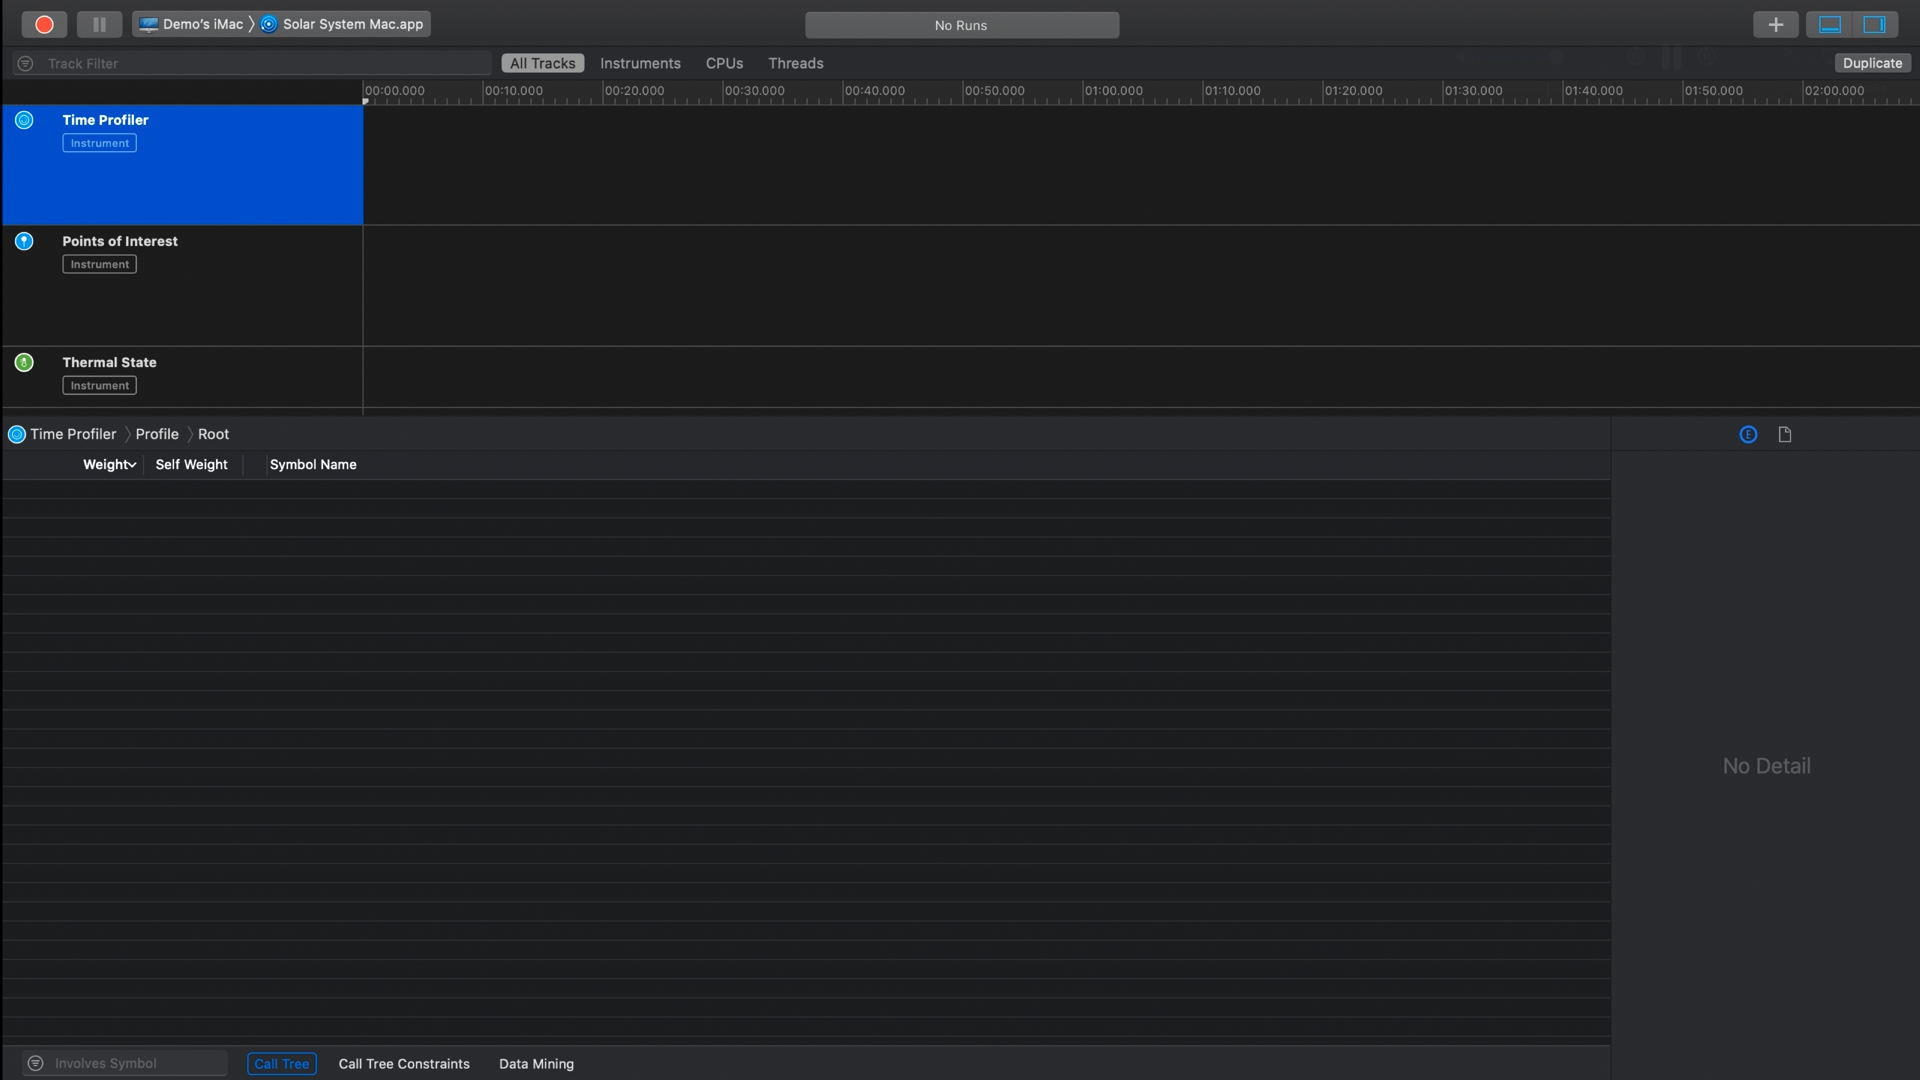 Demo's iMac 〉 Solar System Mac.app
No Runs
Track Filter
All Tracks Instruments CPUs Threads
Duplicate
00:00.000 00:10.000 00:20.000 00:30.000 00:40.000 00:50.000 01:00.000 01:10.000 01:20.000 01:30.000 01:40.000 01:50.000 02:00.000
Time Profiler
Instrument
Points of Interest
Instrument
Thermal State
Instrument
Time Profiler 〉 Profile 〉 Root
E
Weight Self Weight Symbol Name
No Detail
Involves Symbol Call Tree Call Tree Constraints Data Mining